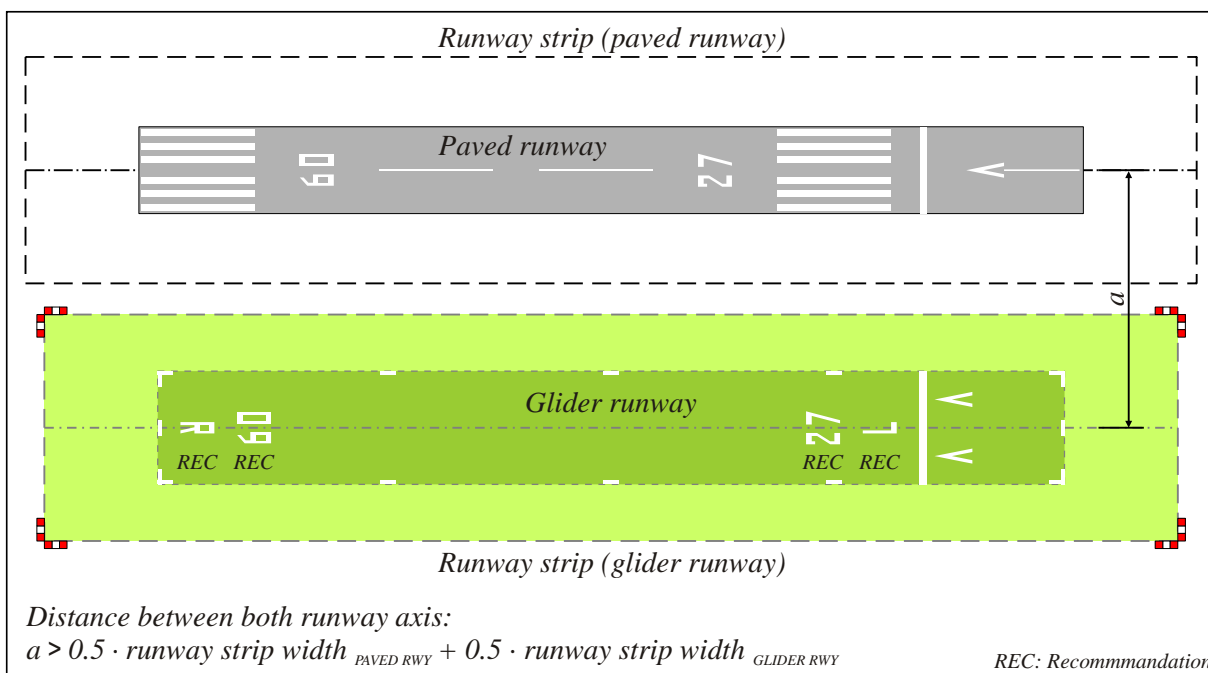 Runway strip (paved runway)
Paved runway
09
27
a
Glider runway
R
09
27
L
REC
REC
REC
REC
Runway strip (glider runway)
Distance between both runway axis:
a > 0.5 · runway strip width PAVED RWY + 0.5 · runway strip width GLIDER RWY
REC: Recommmandation